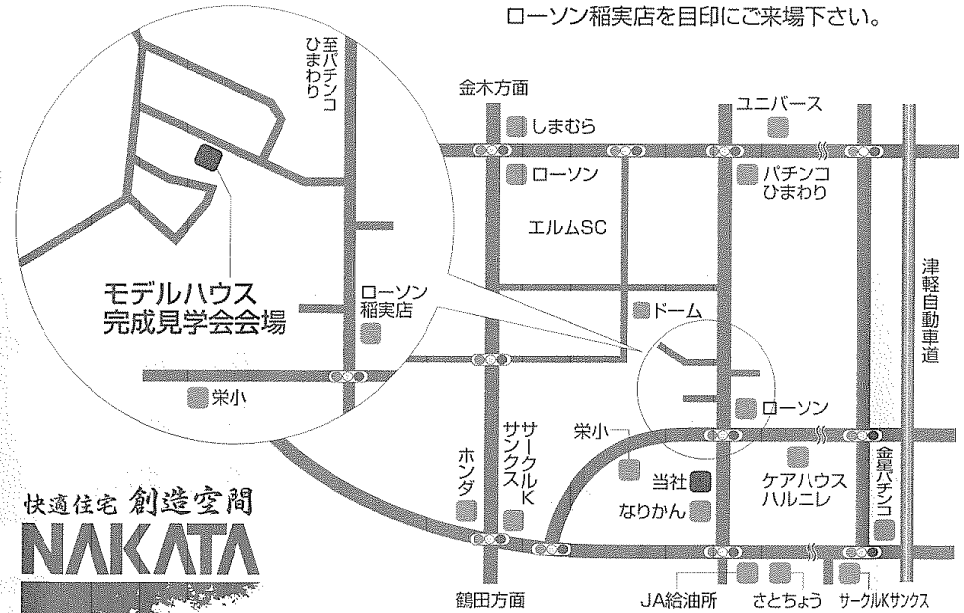 ローソン稲実店を目印にご来場下さい。
至パチンコ
ひまわり
金木方面
しまむら
ユニバース
ローソン
パチンコ
ひまわり
エルムSC
津軽自動車道
モデルハウス
完成見学会会場
ローソン
稲実店
ドーム
栄小
ローソン
栄小
ホンダ
サークルK
サンクス
当社
なりかん
ケアハウス
ハルニレ
金星パチンコ
快適住宅 創造空間
NAKATA
鶴田方面
JA給油所
さとちょう
サークルKサンクス